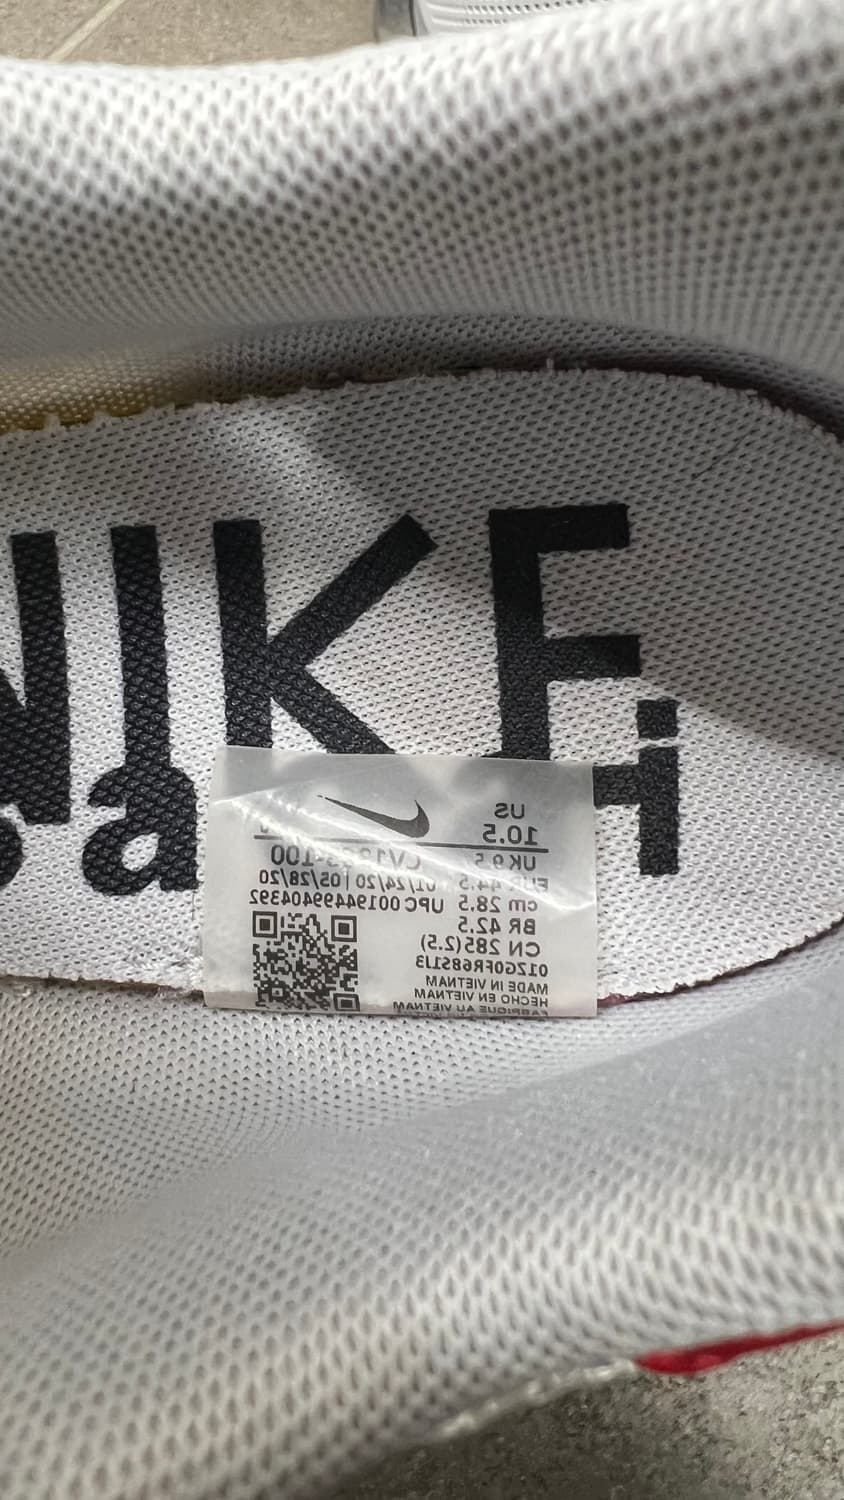 NIKE
US
10.5
UK 9.5
EUR 44.5 01/24/20 | 05/28/20
cm 28.5 UPC 00194499404392
BR 42.5
CN 285(2.5)
01ZG0FR68S1J3
MADE IN VIETNAM
HECHO EN VIETNAM
FABRIQUE AU VIETNAM